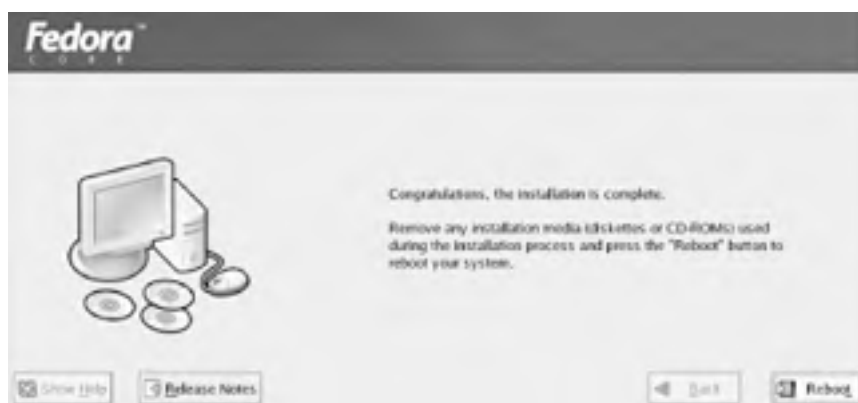 Fedora™
CORE
Congratulations, the installation is complete.
Remove any installation media (diskettes or CD-ROMs) used
during the installation process and press the "Reboot" button to
reboot your system.
Show Help
Release Notes
Back
Reboot